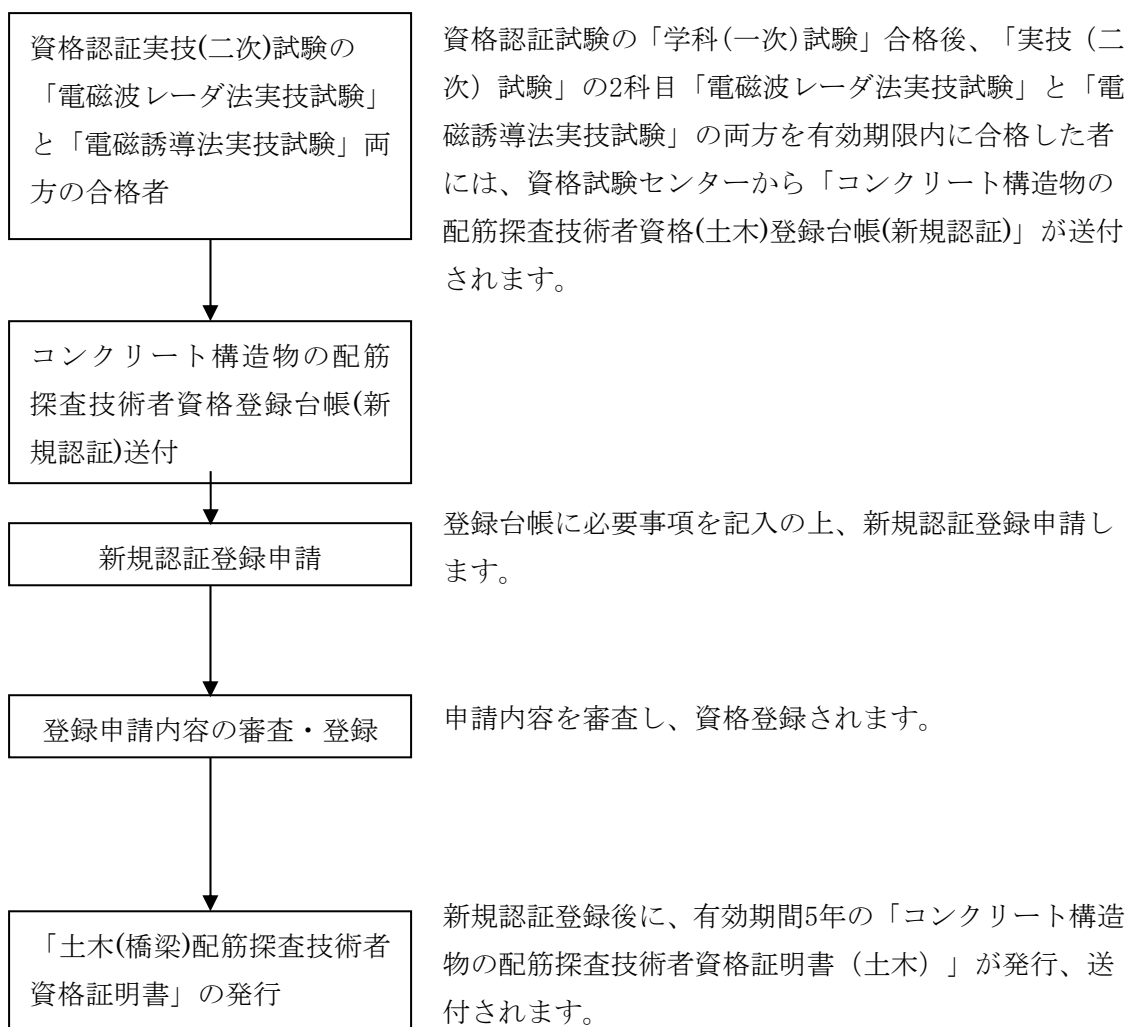 資格認証実技(二次)試験の
「電磁波レーダ法実技試験」
と「電磁誘導法実技試験」両
方の合格者
資格認証試験の「学科(一次)試験」合格後、「実技（二
次）試験」の2科目「電磁波レーダ法実技試験」と「電
磁誘導法実技試験」の両方を有効期限内に合格した者
には、資格試験センターから「コンクリート構造物の
配筋探査技術者資格(土木)登録台帳(新規認証)」が送付
されます。
コンクリート構造物の配筋
探査技術者資格登録台帳(新
規認証)送付
新規認証登録申請
登録台帳に必要事項を記入の上、新規認証登録申請し
ます。
登録申請内容の審査・登録
申請内容を審査し、資格登録されます。
「土木(橋梁)配筋探査技術者
資格証明書」の発行
新規認証登録後に、有効期間5年の「コンクリート構造
物の配筋探査技術者資格証明書（土木）」が発行、送
付されます。